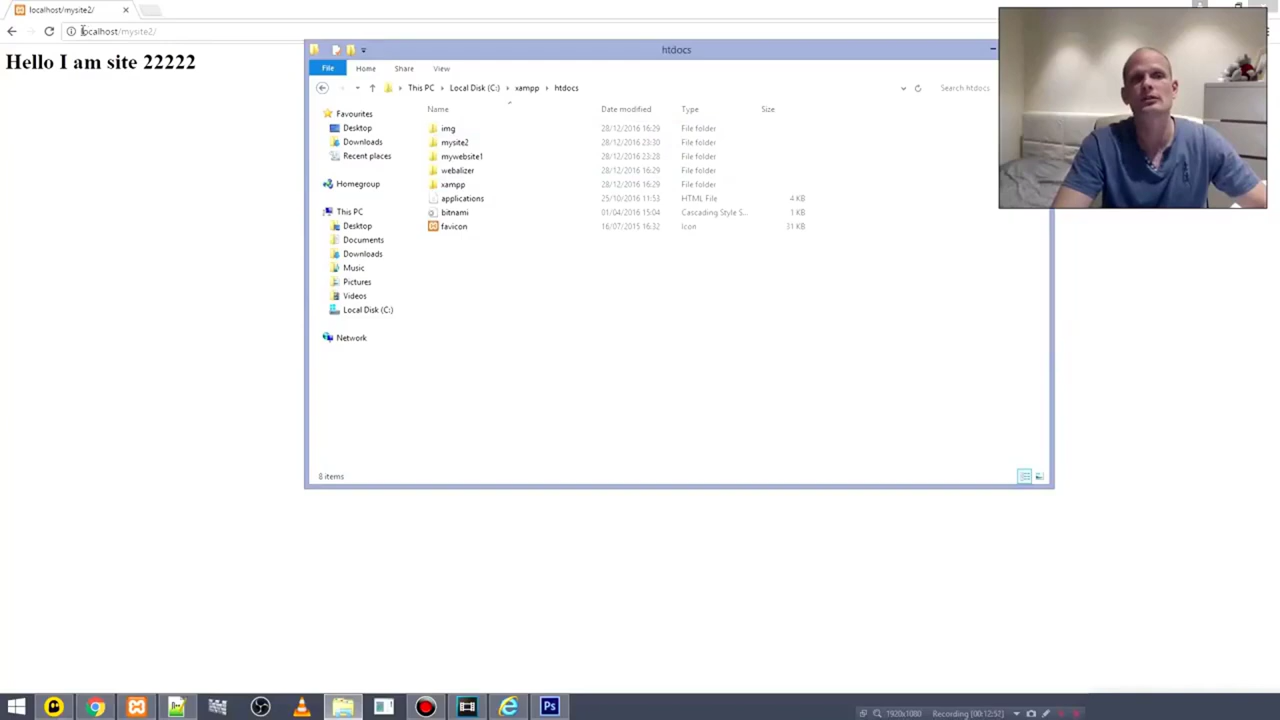 localhost/mysite2/
localhost/mysite2/
Hello I am site 22222
htdocs
File Home Share View
This PC Local Disk (C:) xampp htdocs
Search htdocs
Name Date modified Type Size
Favourites
Desktop
Downloads
Recent places
Homegroup
This PC
Desktop
Documents
Downloads
Music
Pictures
Videos
Local Disk (C:)
Network
img 28/12/2016 16:29 File folder
mysite2 28/12/2016 23:30 File folder
mywebsite1 28/12/2016 23:28 File folder
webalizer 28/12/2016 16:29 File folder
xampp 28/12/2016 16:29 File folder
applications 25/10/2016 11:53 HTML File 4 KB
bitnami 01/04/2016 15:04 Cascading Style S... 1 KB
favicon 16/07/2015 16:32 Icon 31 KB
8 items
Ps
1920x1080 Recording [00:12:57]